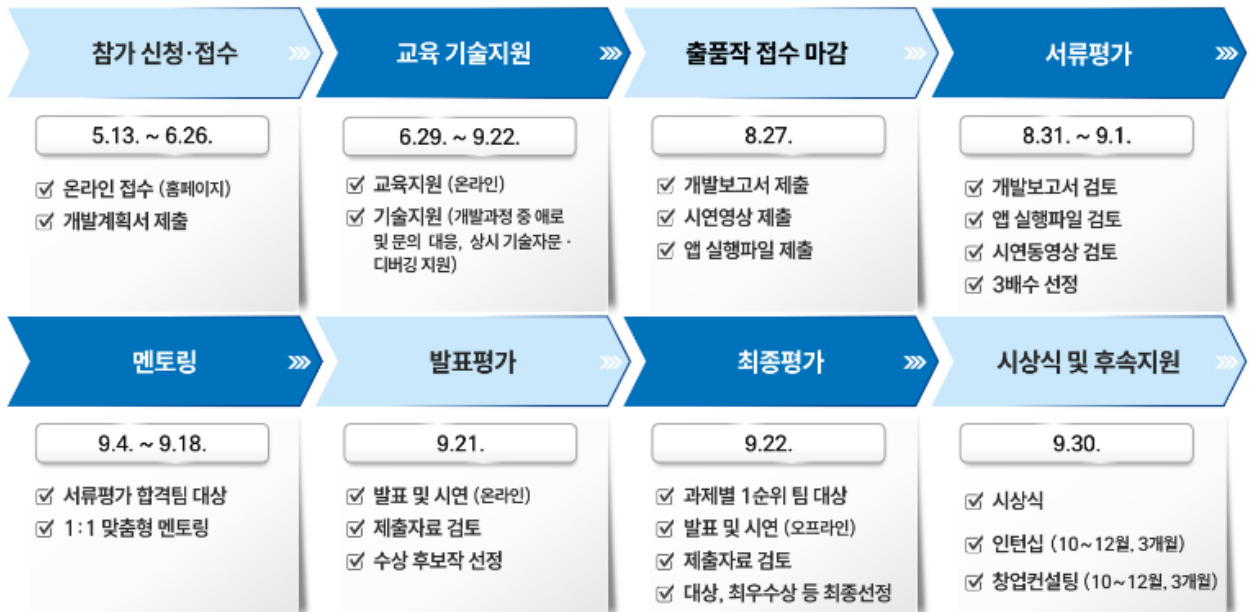 참가 신청·접수
5.13. ~ 6.26.
온라인 접수 (홈페이지)
개발계획서 제출
교육 기술지원
6.29. ~ 9.22.
교육지원 (온라인)
기술지원 (개발과정 중 애로
및 문의 대응, 상시 기술자문·
디버깅 지원)
출품작 접수 마감
8.27.
개발보고서 제출
시연영상 제출
앱 실행파일 제출
서류평가
8.31. ~ 9.1.
개발보고서 검토
앱 실행파일 검토
시연동영상 검토
3배수 선정
멘토링
9.4. ~ 9.18.
서류평가 합격팀 대상
1:1 맞춤형 멘토링
발표평가
9.21.
발표 및 시연 (온라인)
제출자료 검토
수상 후보작 선정
최종평가
9.22.
과제별 1순위 팀 대상
발표 및 시연 (오프라인)
제출자료 검토
대상, 최우수상 등 최종선정
시상식 및 후속지원
9.30.
시상식
인턴십 (10~12월, 3개월)
창업컨설팅 (10~12월, 3개월)